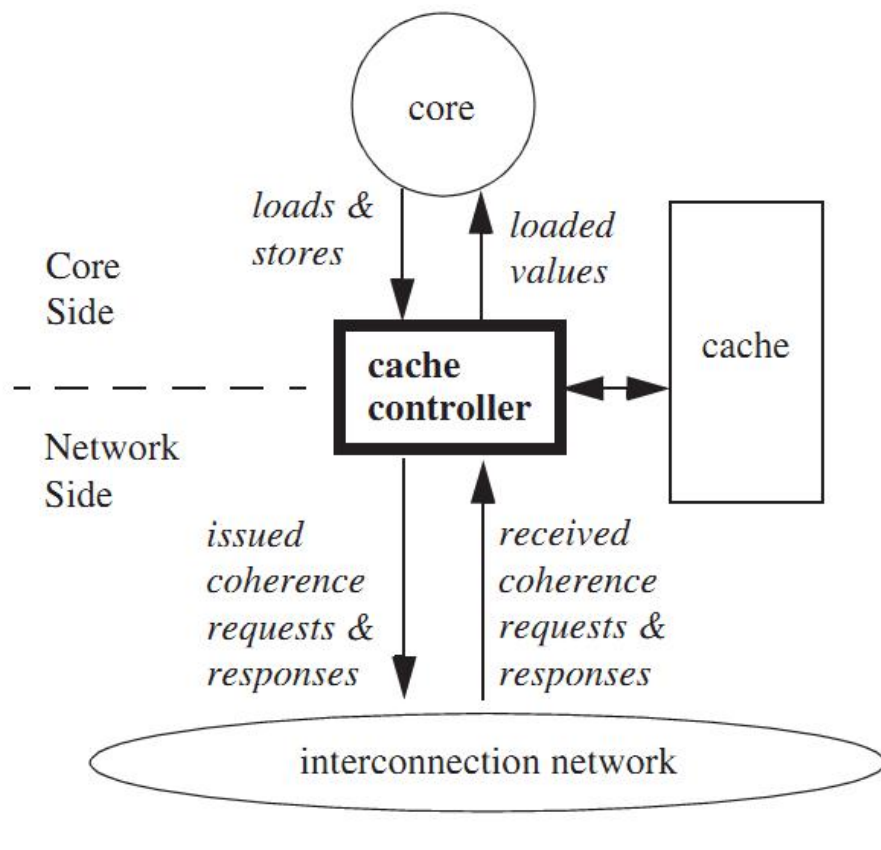 core
loads &
stores
loaded
values
Core
Side
cache
cache
controller
Network
Side
issued
coherence
requests &
responses
received
coherence
requests &
responses
interconnection network